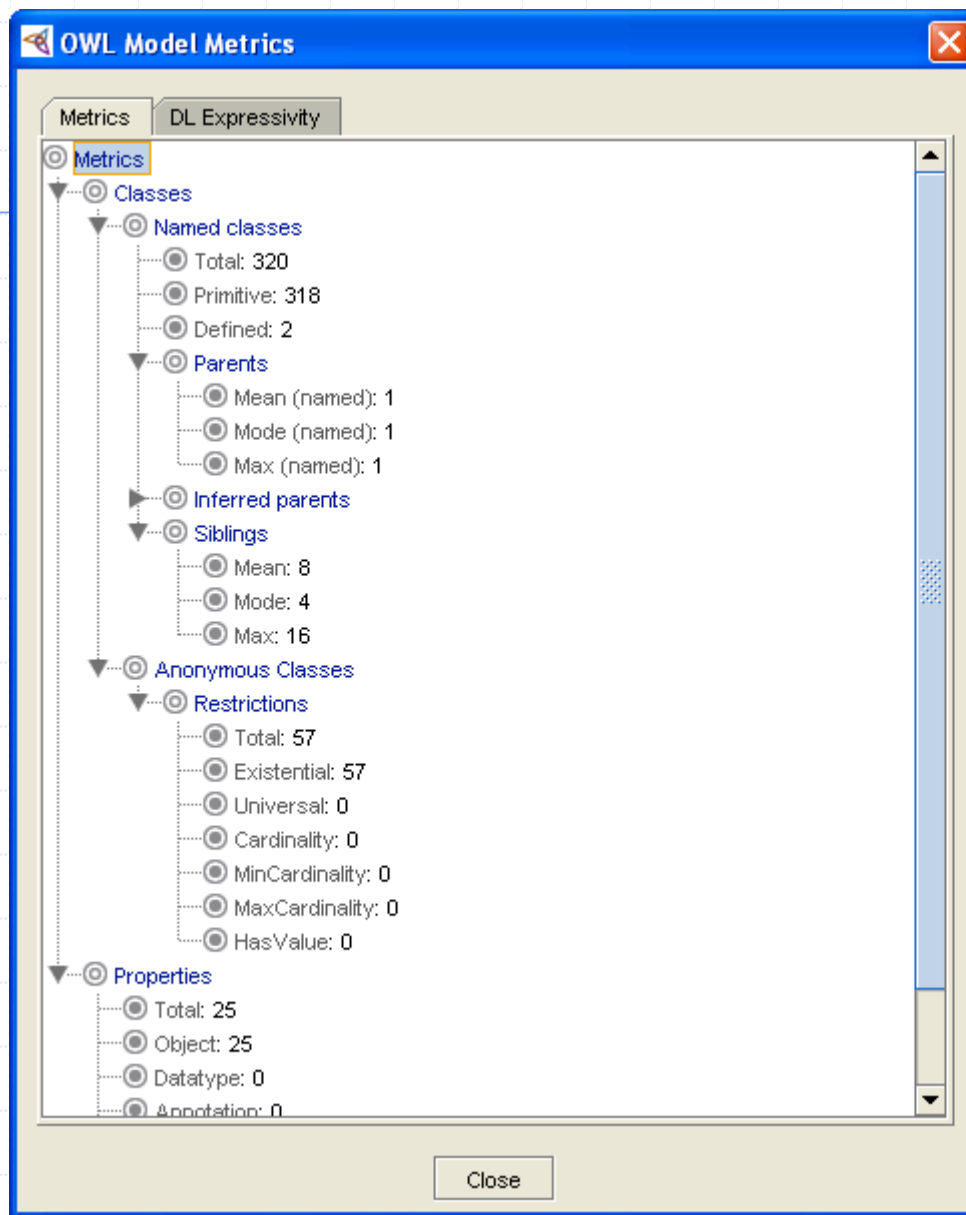 OWL Model Metrics
Metrics DL Expressivity
Metrics
Classes
Named classes
Total: 320
Primitive: 318
Defined: 2
Parents
Mean (named): 1
Mode (named): 1
Max (named): 1
Inferred parents
Siblings
Mean: 8
Mode: 4
Max: 16
Anonymous Classes
Restrictions
Total: 57
Existential: 57
Universal: 0
Cardinality: 0
MinCardinality: 0
MaxCardinality: 0
HasValue: 0
Properties
Total: 25
Object: 25
Datatype: 0
Annotation: 0
Close